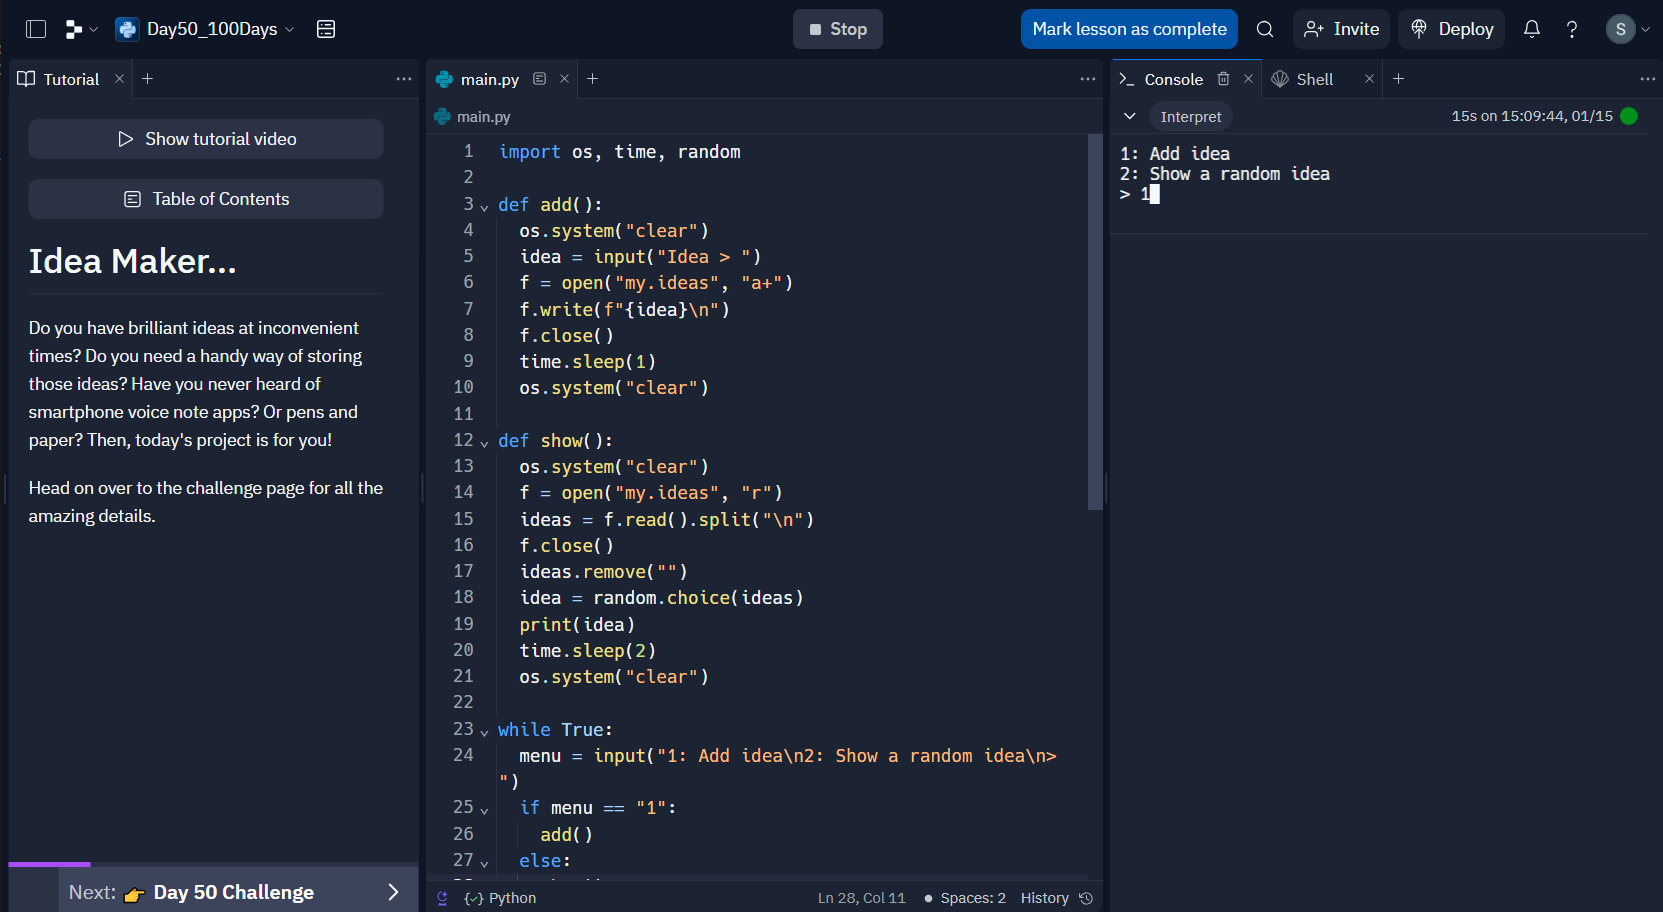 Day50_100Days
Stop
Mark lesson as complete
Invite
Deploy
?
S
Tutorial
Show tutorial video
Table of Contents
Idea Maker...
Do you have brilliant ideas at inconvenient
times? Do you need a handy way of storing
those ideas? Have you never heard of
smartphone voice note apps? Or pens and
paper? Then, today's project is for you!
Head on over to the challenge page for all the
amazing details.
Next: 👉 Day 50 Challenge
main.py
main.py
1 import os, time, random
2
3 def add():
4   os.system("clear")
5   idea = input("Idea > ")
6   f = open("my.ideas", "a+")
7   f.write(f"{idea}\n")
8   f.close()
9   time.sleep(1)
10   os.system("clear")
11
12 def show():
13   os.system("clear")
14   f = open("my.ideas", "r")
15   ideas = f.read().split("\n")
16   f.close()
17   ideas.remove("")
18   idea = random.choice(ideas)
19   print(idea)
20   time.sleep(2)
21   os.system("clear")
22
23 while True:
24   menu = input("1: Add idea\n2: Show a random idea\n>
")
25   if menu == "1":
26     add()
27   else:
Python
Ln 28, Col 11
Spaces: 2
History
Console
Shell
Interpret
15s on 15:09:44, 01/15
1: Add idea
2: Show a random idea
> 1